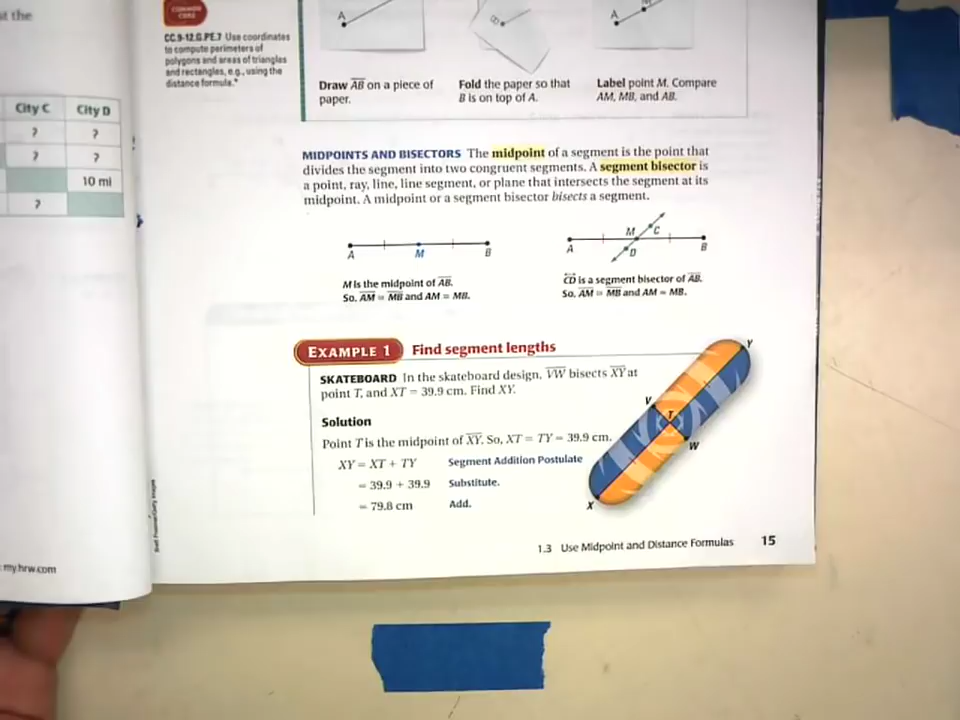 at the
COMMON
CORE
CC.9-12.G.PE.7 Use coordinates
to compute perimeters of
polygons and areas of triangles
and rectangles, e.g., using the
distance formula.*
City C City D
? ?
? ?
10 mi
?
my.hrw.com
A
B
A
M
Draw AB on a piece of
paper.
Fold the paper so that
B is on top of A.
Label point M. Compare
AM, MB, and AB.
MIDPOINTS AND BISECTORS The midpoint of a segment is the point that
divides the segment into two congruent segments. A segment bisector is
a point, ray, line, line segment, or plane that intersects the segment at its
midpoint. A midpoint or a segment bisector bisects a segment.
A M B
M is the midpoint of AB.
So, AM ≅ MB and AM = MB.
A M C D B
CD is a segment bisector of AB.
So, AM ≅ MB and AM = MB.
EXAMPLE 1 Find segment lengths
SKATEBOARD In the skateboard design, VW bisects XY at
point T, and XT = 39.9 cm. Find XY.
Solution
Point T is the midpoint of XY. So, XT = TY = 39.9 cm.
XY = XT + TY Segment Addition Postulate
= 39.9 + 39.9 Substitute.
= 79.8 cm Add.
Y
V
T
W
X
1.3 Use Midpoint and Distance Formulas 15